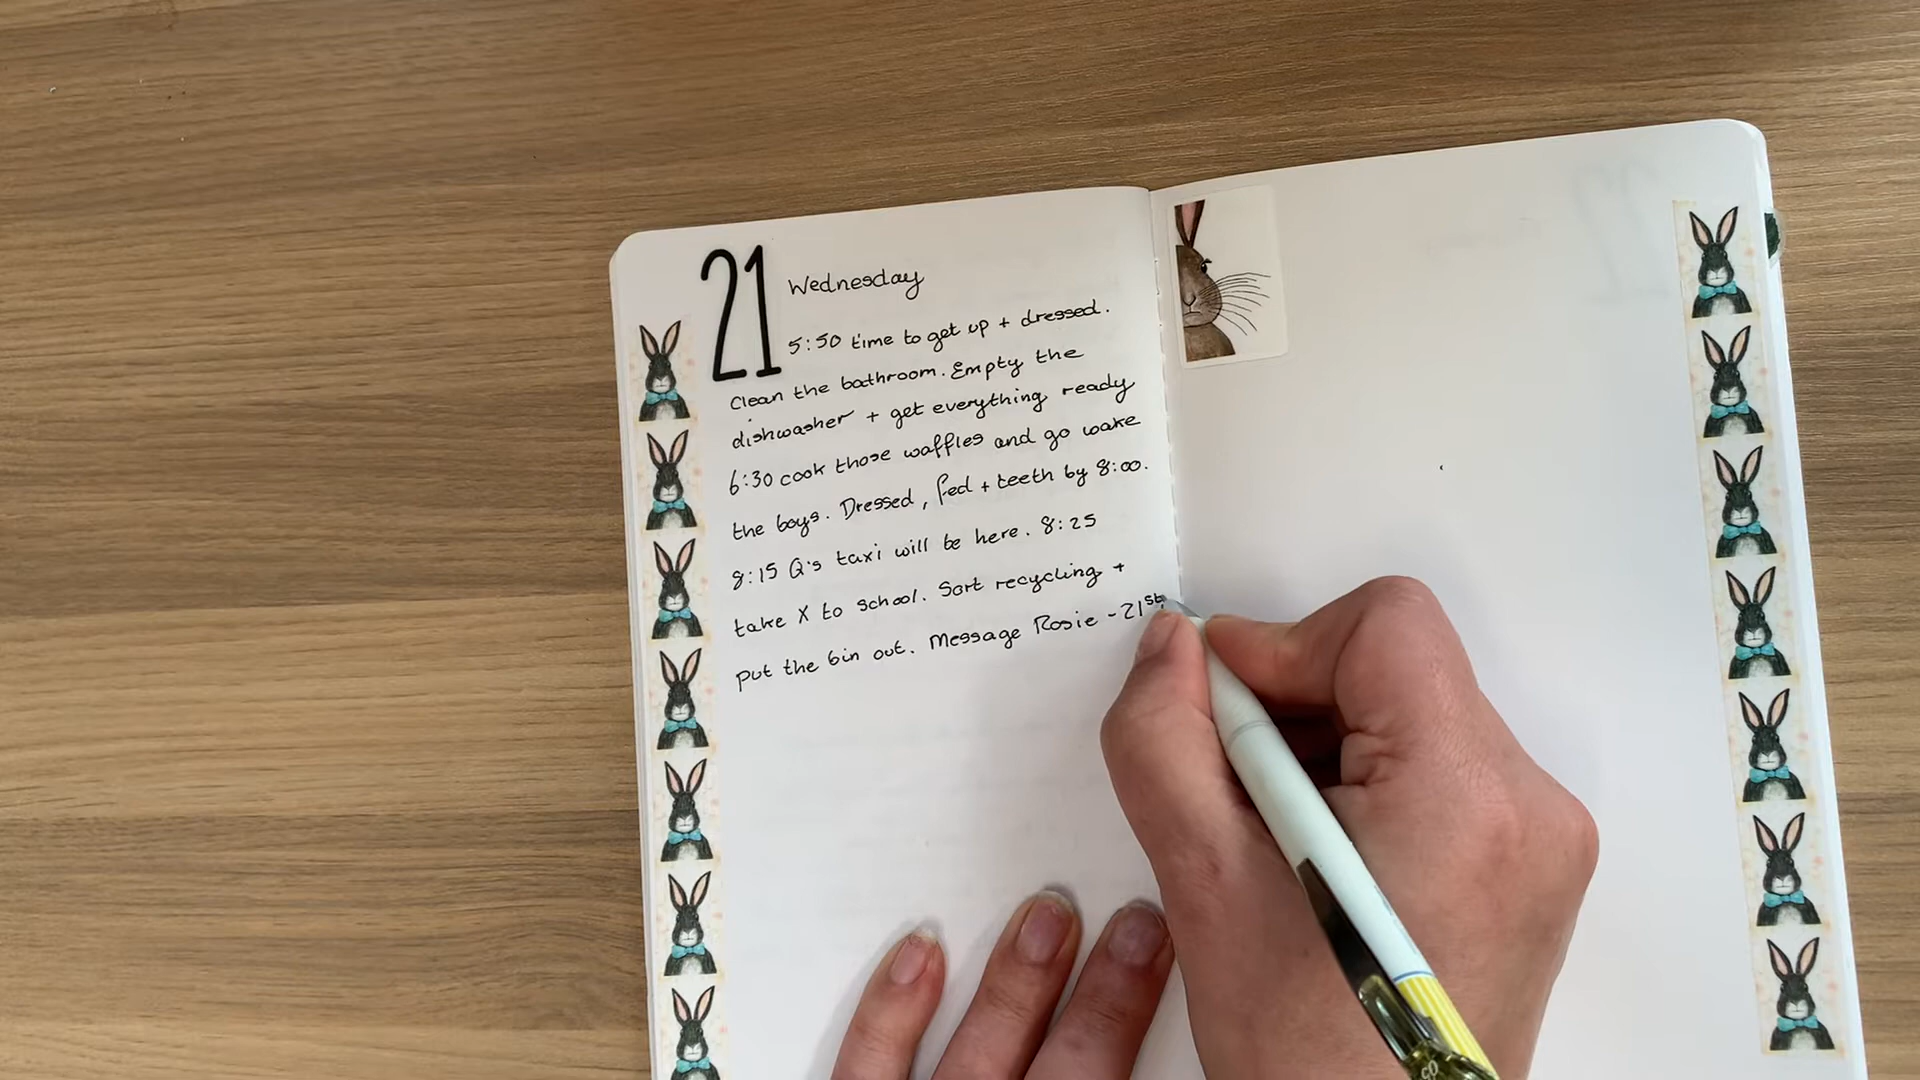 21 Wednesday
5:50 time to get up + dressed.
Clean the bathroom. Empty the
dishwasher + get everything ready
6:30 cook those waffles and go wake
the boys. Dressed, fed + teeth by 8:00.
8:15 Q's taxi will be here. 8:25
take X to school. Sort recycling +
put the bin out. Message Rosie - 21st,